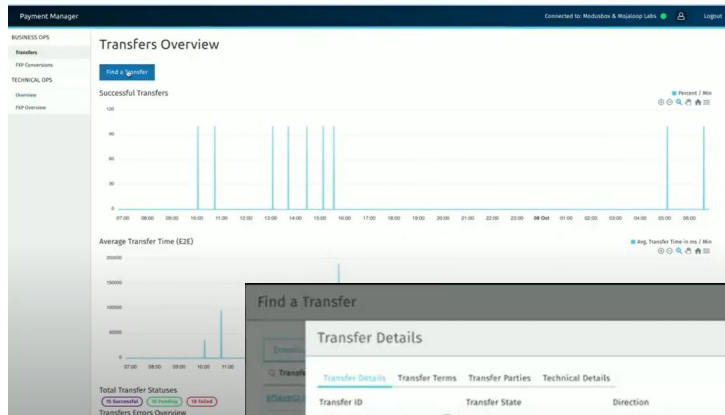 Payment Manager
Connected to: Modusbox & Mojaloop Labs
Logout
BUSINESS OPS
Transfers
FXP Conversions
TECHNICAL OPS
Overview
FXP Overview
Transfers Overview
Find a Transfer
Successful Transfers
Percent / Min
120
90
60
30
0
07:00 08:00 09:00 10:00 11:00 12:00 13:00 14:00 15:00 16:00 17:00 18:00 19:00 20:00 21:00 22:00 23:00 08 Oct 01:00 02:00 03:00 04:00 05:00 06:00
Average Transfer Time (E2E)
Avg. Transfer Time in ms / Min
200000
150000
100000
50000
0
07:00 08:00 09:00 10:00 11:00
Total Transfer Statuses
15 Successful
14 Failed
Transfers Errors Overview
Find a Transfer
Transfer Details
Transfer Details Transfer Terms Transfer Parties Technical Details
Transfer ID Transfer State Direction